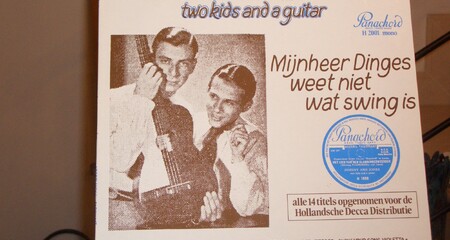 two kids and a guitar
Panachord
H 2001 mono
Mijnheer Dinges
weet niet
wat swing is
Panachord
alle 14 titels opgenomen voor de
Hollandsche Decca Distributie